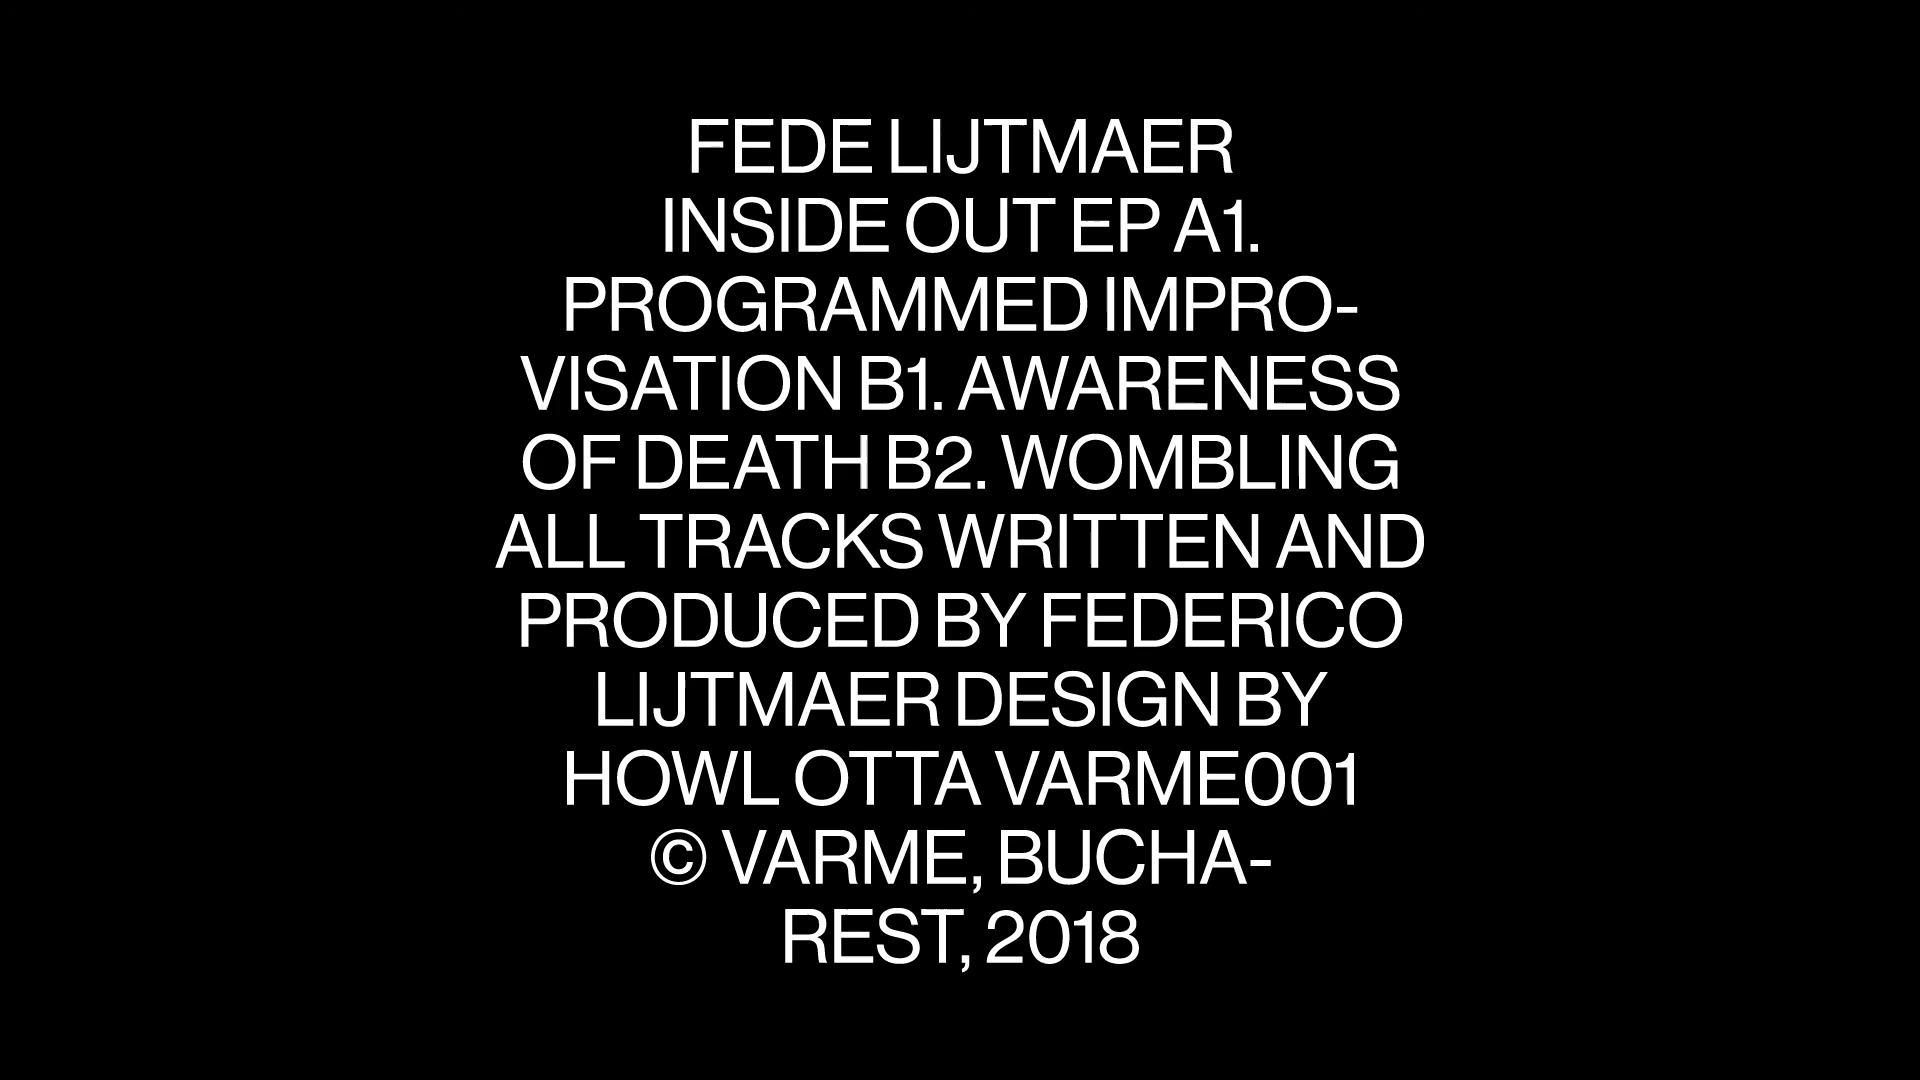 FEDE LIJTMAER
INSIDE OUT EP A1.
PROGRAMMED IMPRO-
VISATION B1. AWARENESS
OF DEATH B2. WOMBLING
ALL TRACKS WRITTEN AND
PRODUCED BY FEDERICO
LIJTMAER DESIGN BY
HOWL OTTA VARME001
© VARME, BUCHA-
REST, 2018